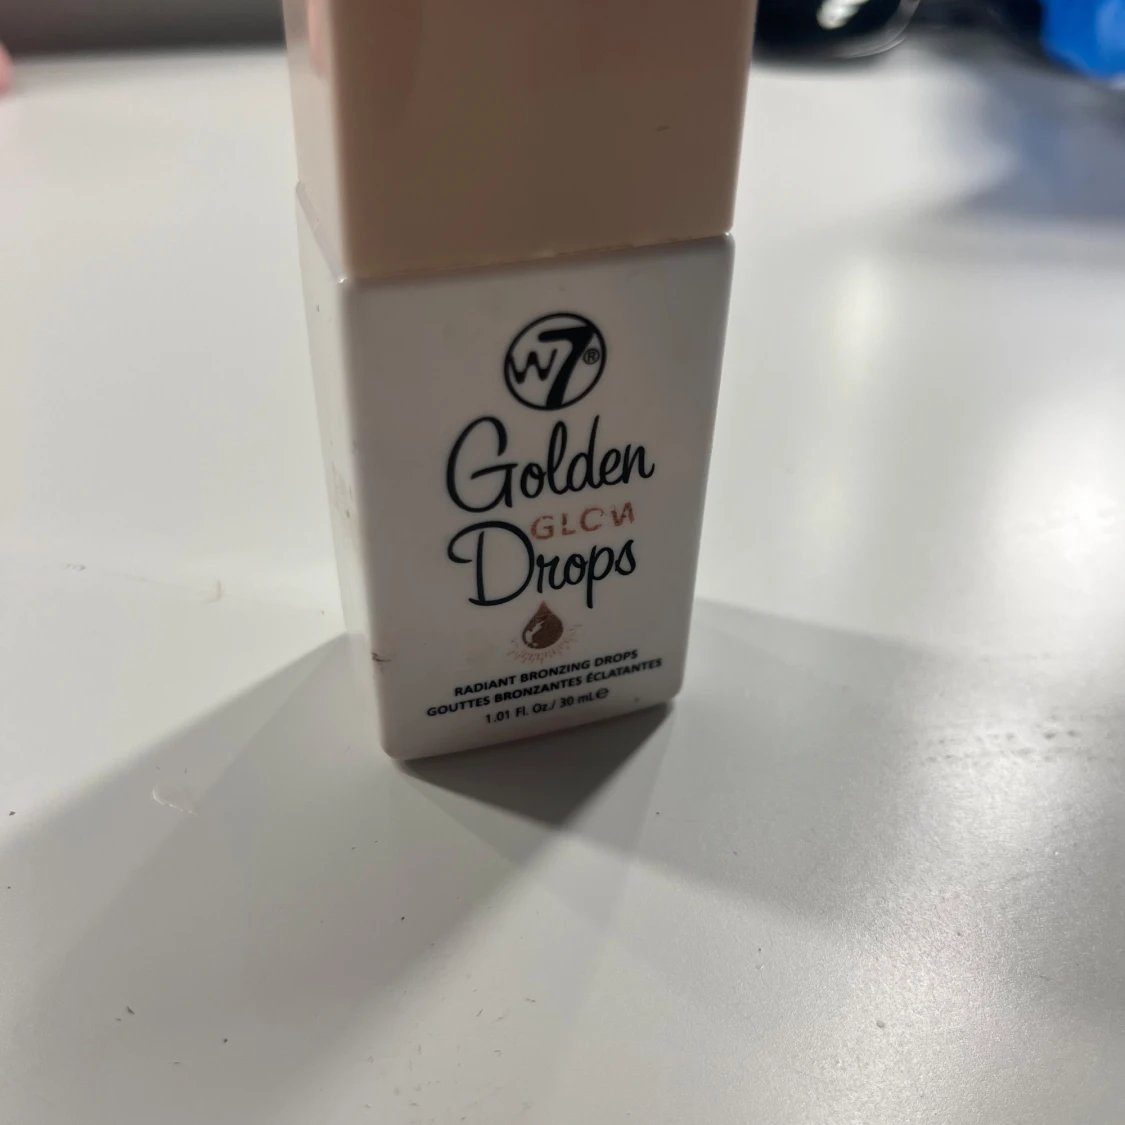 W7®
Golden
GLOW
Drops
RADIANT BRONZING DROPS
GOUTTES BRONZANTES ÉCLATANTES
1.01 Fl. Oz./ 30 mL℮